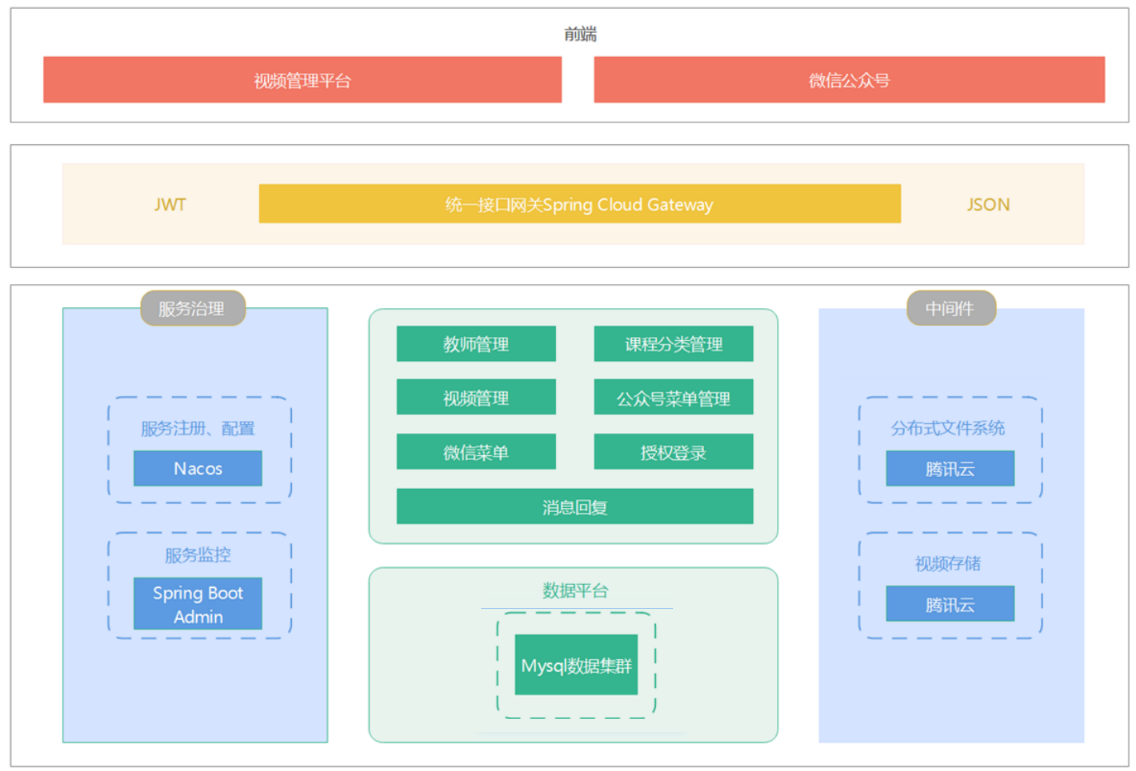 前端
视频管理平台
微信公众号
JWT
统一接口网关Spring Cloud Gateway
JSON
服务治理
服务注册、配置
Nacos
服务监控
Spring Boot
Admin
教师管理
课程分类管理
视频管理
公众号菜单管理
微信菜单
授权登录
消息回复
数据平台
Mysql数据集群
中间件
分布式文件系统
腾讯云
视频存储
腾讯云